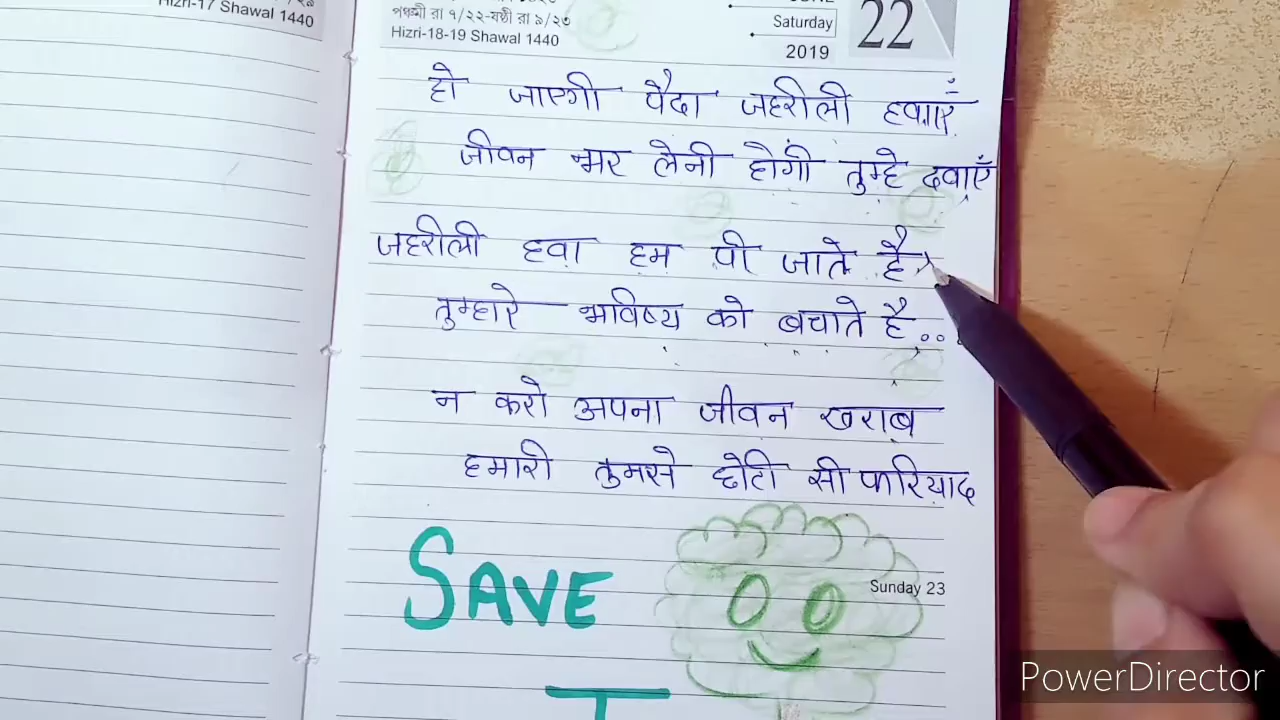 Hizri-17 Shawal 1440
Hizri-18-19 Shawal 1440
Saturday
2019
22
हो जाएगी पैदा जहरीली हवाएँ
जीवन भर लेनी होगी तुम्हे दवाएँ
जहरीली हवा हम पी जाते है
तुम्हारे भविष्य को बचाते है..
न करो अपना जीवन खराब
हमारी तुमसे छोटी सी फरियाद
SAVE
Sunday 23
T
PowerDirector